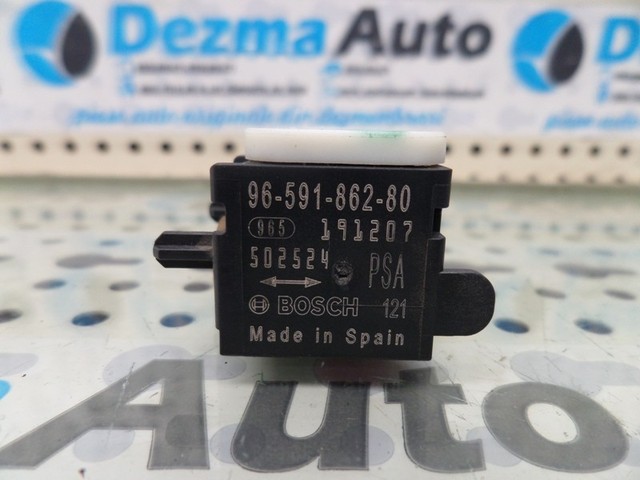 Dezma Auto
96-591-862-80
965 191207
502524 PSA
BOSCH 121
Made in Spain
Auto